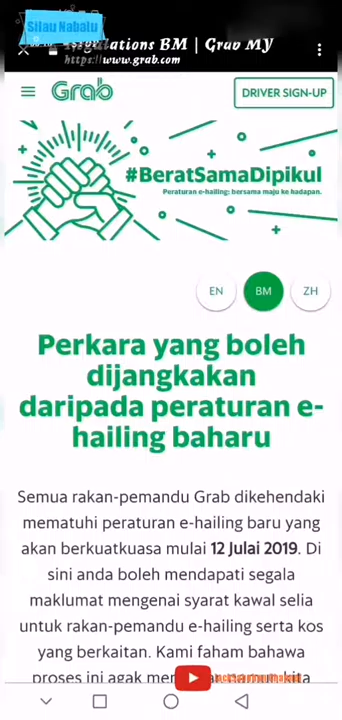 Silau Nabalu
Regulations BM | Grab MY
https://www.grab.com
Grab
DRIVER SIGN-UP
#BeratSamaDipikul
Peraturan e-hailing; bersama maju ke hadapan.
EN
BM
ZH
Perkara yang boleh
dijangkakan
daripada peraturan e-
hailing baharu
Semua rakan-pemandu Grab dikehendaki
mematuhi peraturan e-hailing baru yang
akan berkuatkuasa mulai 12 Julai 2019. Di
sini anda boleh mendapati segala
maklumat mengenai syarat kawal selia
untuk rakan-pemandu e-hailing serta kos
yang berkaitan. Kami faham bahawa
proses ini agak kita